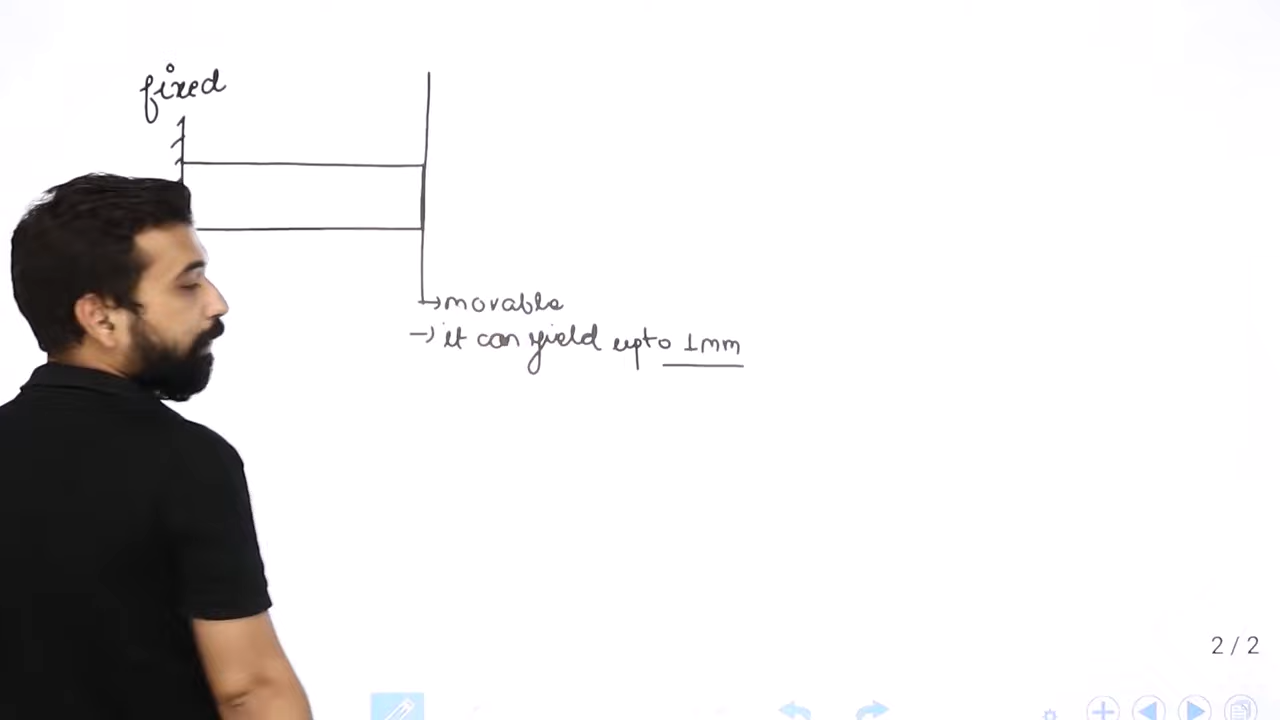 fixed
→ movable
→ it can yield upto 1mm
2 / 2